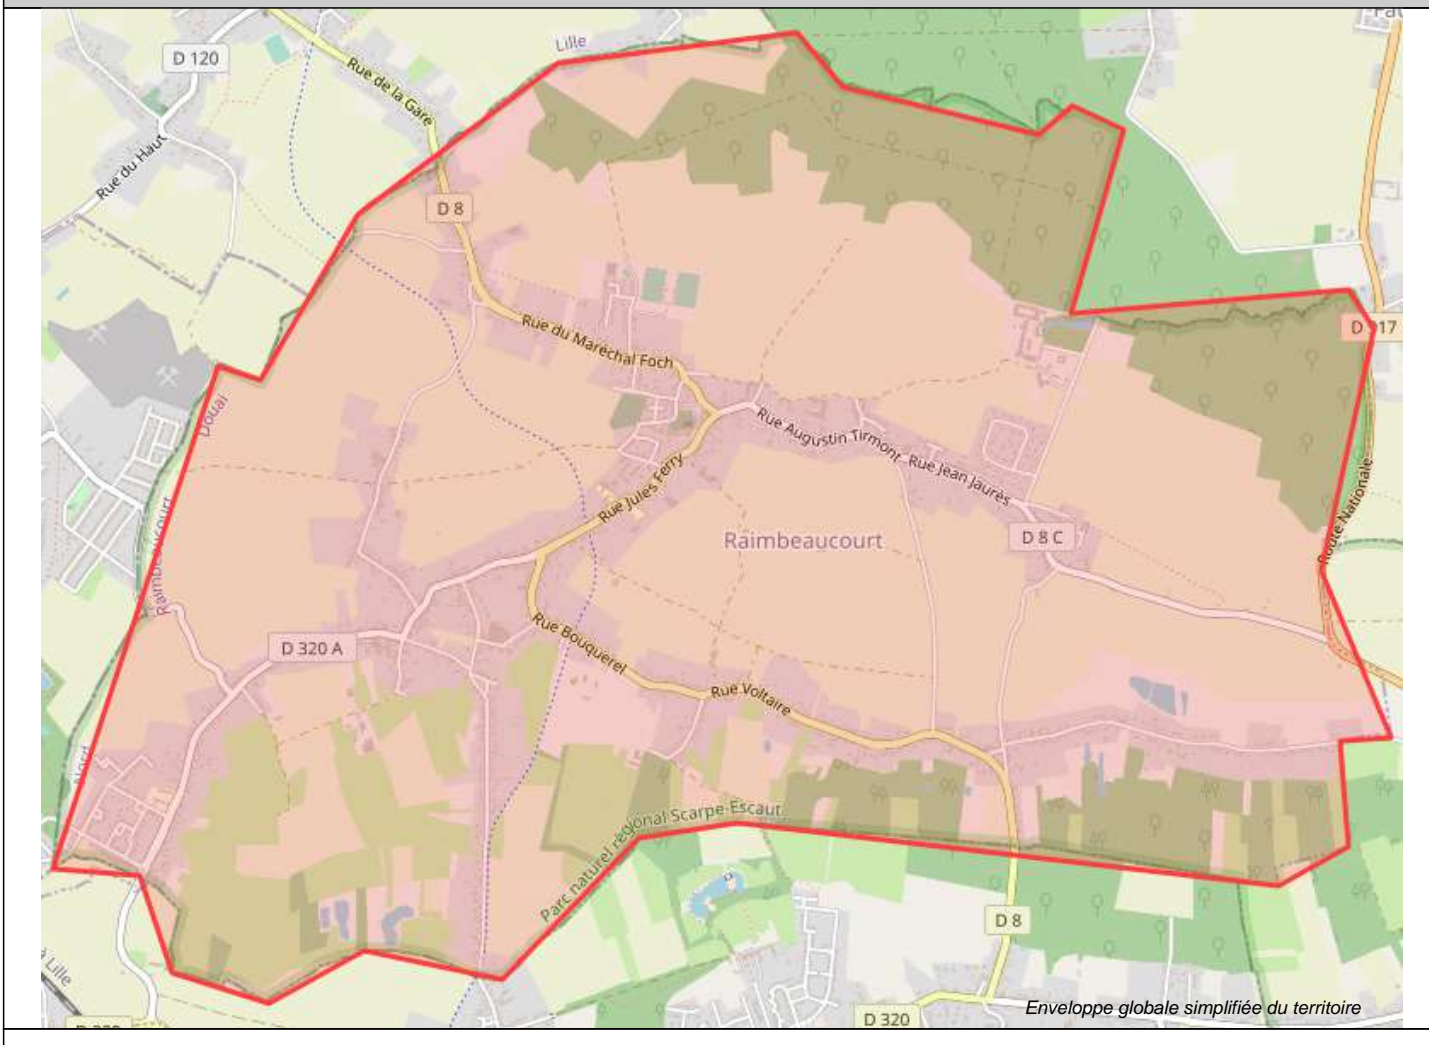 Lille
D 120
Rue de la Gare
Rue du Haut
D 8
D 917
Rue du Maréchal Foch
Douai
Rue Augustin Tirmont
Rue Jean Jaurès
Rue Jules Ferry
Route Nationale
Raimbeaucourt
Raimbeaucourt
D 8 C
Rue Bouquerel
D 320 A
Rue Voltaire
Nord
Parc naturel régional Scarpe-Escaut
D 8
à Lille
Enveloppe globale simplifiée du territoire
D 320